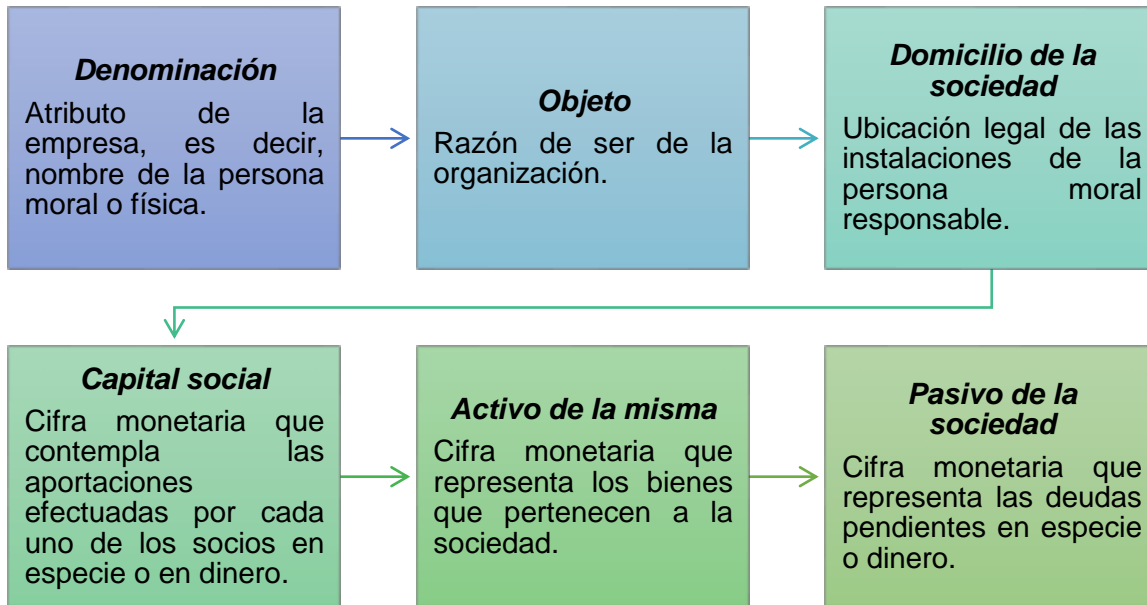 Denominación
Atributo de la
empresa, es decir,
nombre de la persona
moral o física.
Objeto
Razón de ser de la
organización.
Domicilio de la
sociedad
Ubicación legal de las
instalaciones de la
persona moral
responsable.
Capital social
Cifra monetaria que
contempla las
aportaciones
efectuadas por cada
uno de los socios en
especie o en dinero.
Activo de la misma
Cifra monetaria que
representa los bienes
que pertenecen a la
sociedad.
Pasivo de la
sociedad
Cifra monetaria que
representa las deudas
pendientes en especie
o dinero.